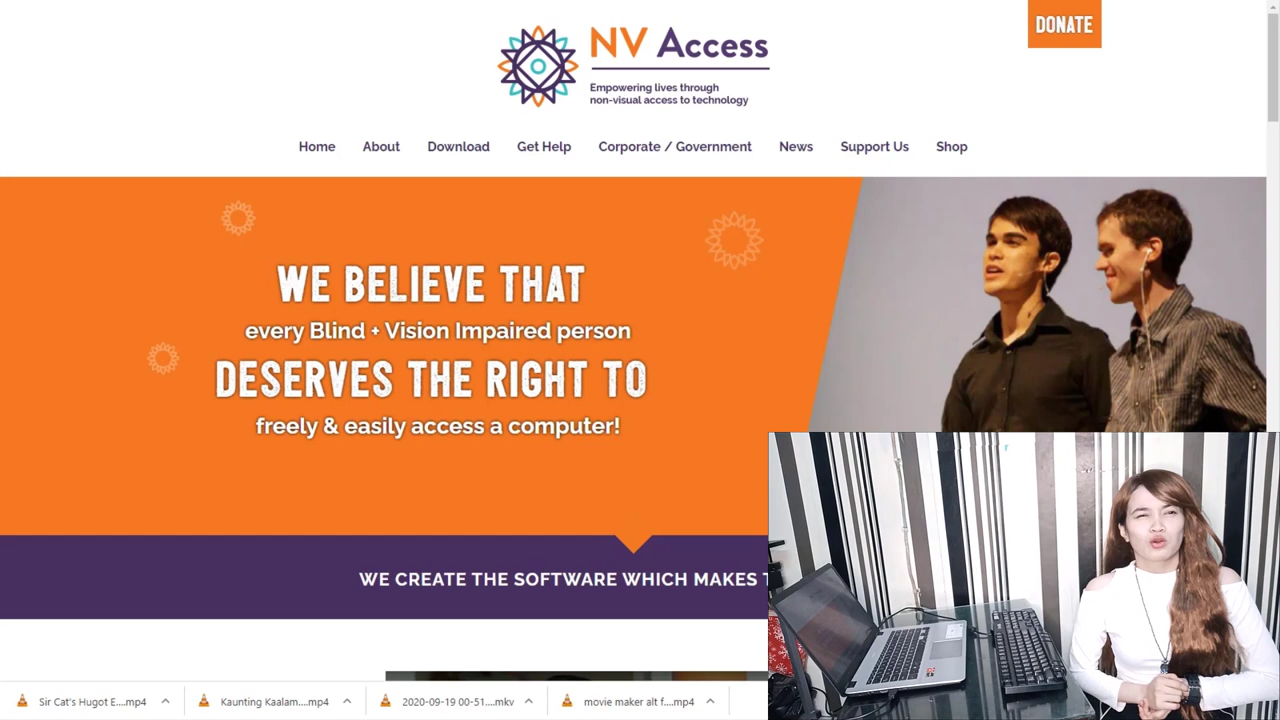 NV Access
Empowering lives through
non-visual access to technology
DONATE
Home About Download Get Help Corporate / Government News Support Us Shop
WE BELIEVE THAT
every Blind + Vision Impaired person
DESERVES THE RIGHT TO
freely & easily access a computer!
WE CREATE THE SOFTWARE WHICH MAKES
Sir Cat's Hugot E....mp4 Kaunting Kaalam....mp4 2020-09-19 00-51....mkv movie maker alt f....mp4